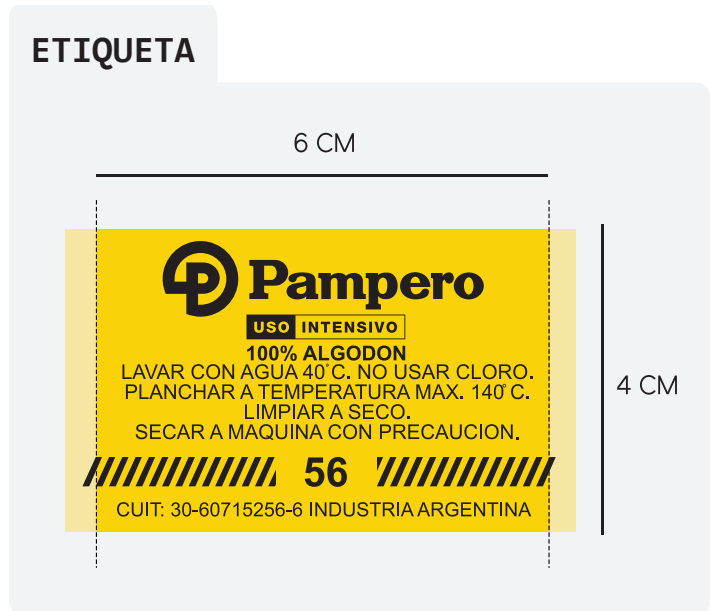 ETIQUETA
6 CM
Pampero
USO INTENSIVO
100% ALGODON
LAVAR CON AGUA 40°C. NO USAR CLORO.
PLANCHAR A TEMPERATURA MAX. 140°C.
LIMPIAR A SECO.
SECAR A MAQUINA CON PRECAUCION.
56
CUIT: 30-60715256-6 INDUSTRIA ARGENTINA
4 CM